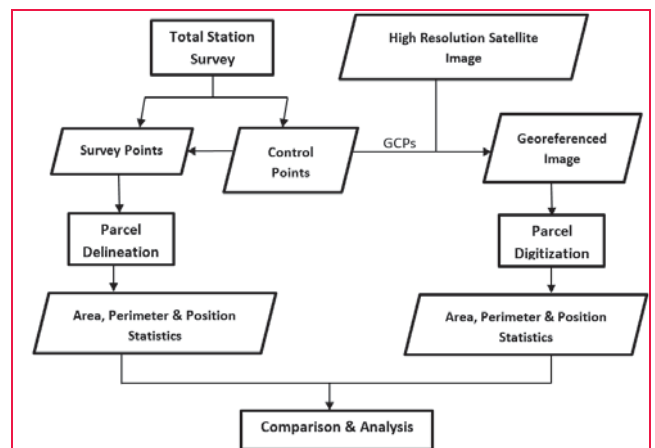 Total Station
Survey
High Resolution Satellite
Image
GCPs
Survey Points
Control
Points
Georeferenced
Image
Parcel
Delineation
Parcel
Digitization
Area, Perimeter & Position
Statistics
Area, Perimeter & Position
Statistics
Comparison & Analysis